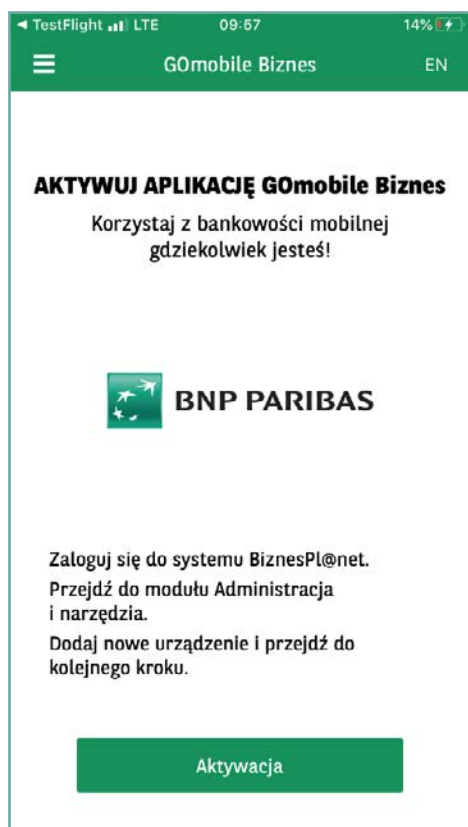 TestFlight LTE 09:57 14%
GOmobile Biznes EN
AKTYWUJ APLIKACJĘ GOmobile Biznes
Korzystaj z bankowości mobilnej
gdziekolwiek jesteś!
BNP PARIBAS
Zaloguj się do systemu BiznesPl@net.
Przejdź do modułu Administracja
i narzędzia.
Dodaj nowe urządzenie i przejdź do
kolejnego kroku.
Aktywacja